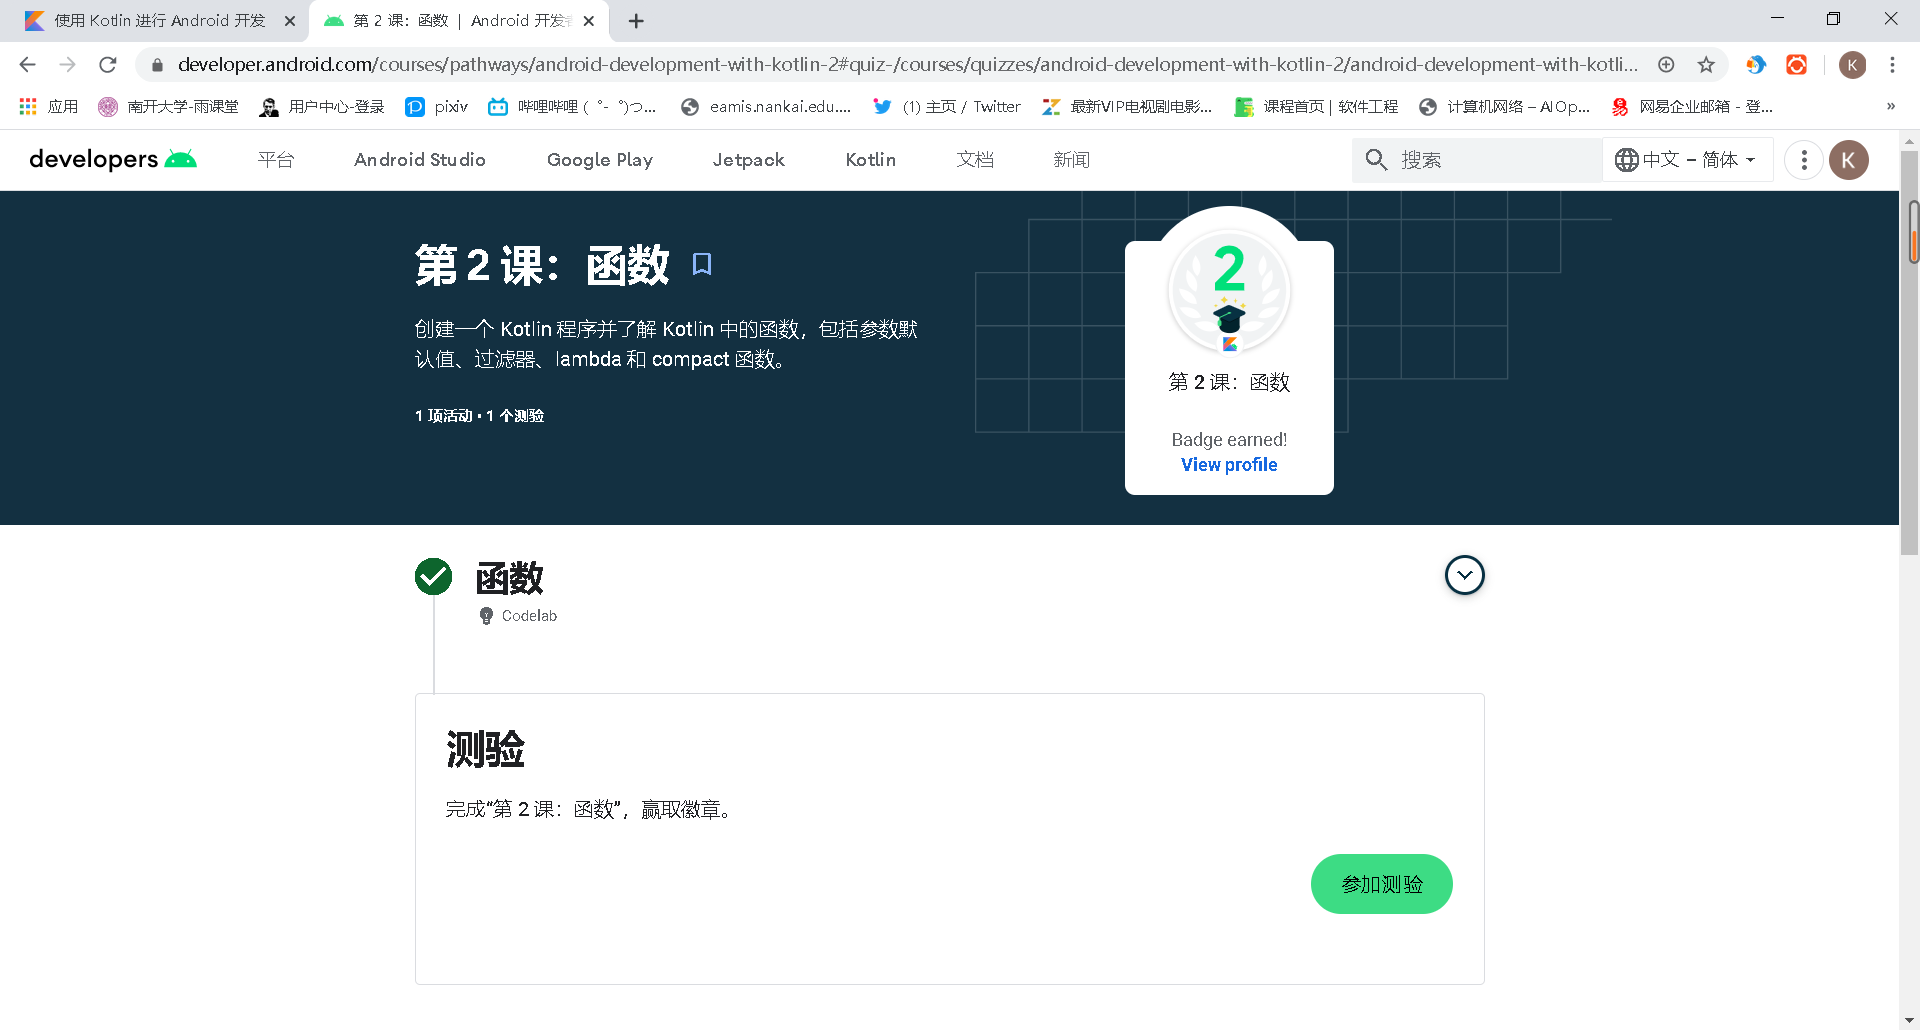 使用 Kotlin 进行 Android 开发
第 2 课：函数 | Android 开发者
developer.android.com/courses/pathways/android-development-with-kotlin-2#quiz-/courses/quizzes/android-development-with-kotlin-2/android-development-with-kotli...
K
应用
南开大学-雨课堂
用户中心-登录
pixiv
哔哩哔哩 ( ゜- ゜)つ...
eamis.nankai.edu....
(1) 主页 / Twitter
最新VIP电视剧电影...
课程首页 | 软件工程
计算机网络 – AIOp...
网易企业邮箱 - 登...
»
developers
平台
Android Studio
Google Play
Jetpack
Kotlin
文档
新闻
搜索
中文 – 简体
K
第 2 课：函数
创建一个 Kotlin 程序并了解 Kotlin 中的函数，包括参数默
认值、过滤器、lambda 和 compact 函数。
1 项活动 • 1 个测验
2
第 2 课：函数
Badge earned!
View profile
函数
Codelab
测验
完成“第 2 课：函数”，赢取徽章。
参加测验